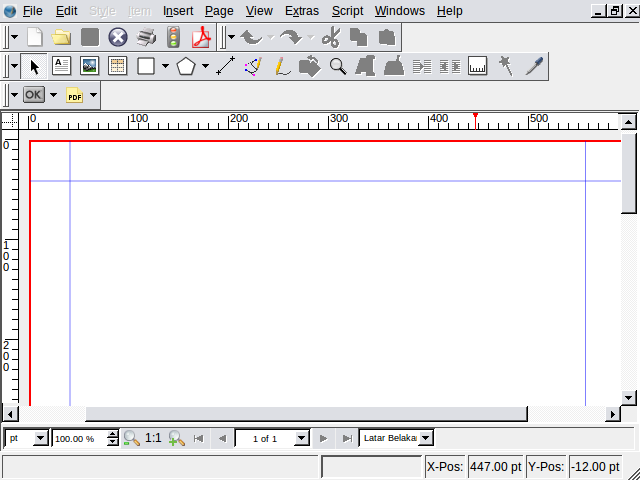 File Edit Style Item Insert Page View Extras Script Windows Help
A
OK PDF
0 100 200 300 400 500
0
100
200
pt 100.00 % 1:1 1 of 1 Latar Belaka
X-Pos: 447.00 pt Y-Pos: -12.00 pt